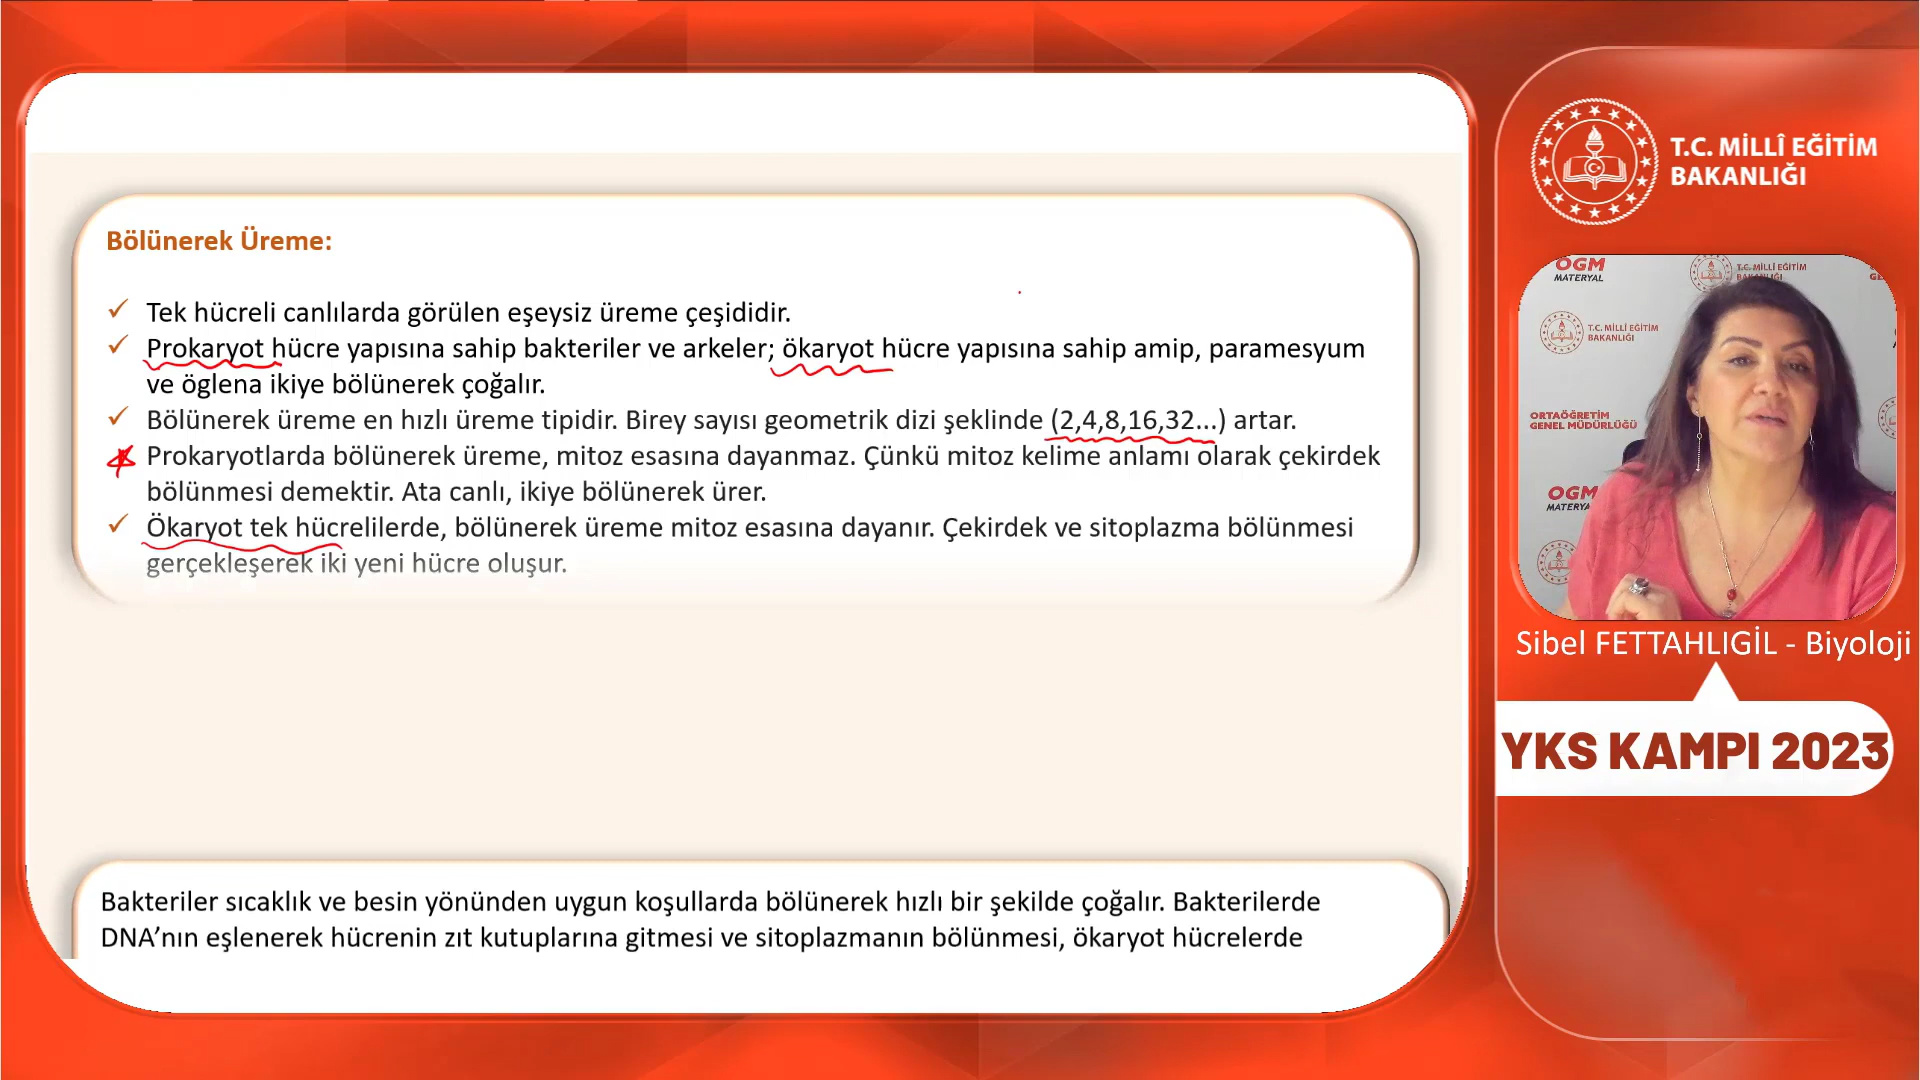 Bölünerek Üreme:
Tek hücreli canlılarda görülen eşeysiz üreme çeşididir.
Prokaryot hücre yapısına sahip bakteriler ve arkeler; ökaryot hücre yapısına sahip amip, paramesyum
ve öglena ikiye bölünerek çoğalır.
Bölünerek üreme en hızlı üreme tipidir. Birey sayısı geometrik dizi şeklinde (2,4,8,16,32...) artar.
Prokaryotlarda bölünerek üreme, mitoz esasına dayanmaz. Çünkü mitoz kelime anlamı olarak çekirdek
bölünmesi demektir. Ata canlı, ikiye bölünerek ürer.
Ökaryot tek hücrelilerde, bölünerek üreme mitoz esasına dayanır. Çekirdek ve sitoplazma bölünmesi
gerçekleşerek iki yeni hücre oluşur.
Bakteriler sıcaklık ve besin yönünden uygun koşullarda bölünerek hızlı bir şekilde çoğalır. Bakterilerde
DNA’nın eşlenerek hücrenin zıt kutuplarına gitmesi ve sitoplazmanın bölünmesi, ökaryot hücrelerde
T.C. MİLLÎ EĞİTİM
BAKANLIĞI
OGM
MATERYAL
T.C. MİLLÎ EĞİTİM
BAKANLIĞI
T.C. MİLLÎ EĞİTİM
BAKANLIĞI
ORTAÖĞRETİM
GENEL MÜDÜRLÜĞÜ
OGM
Sibel FETTAHLIGİL - Biyoloji
YKS KAMPI 2023